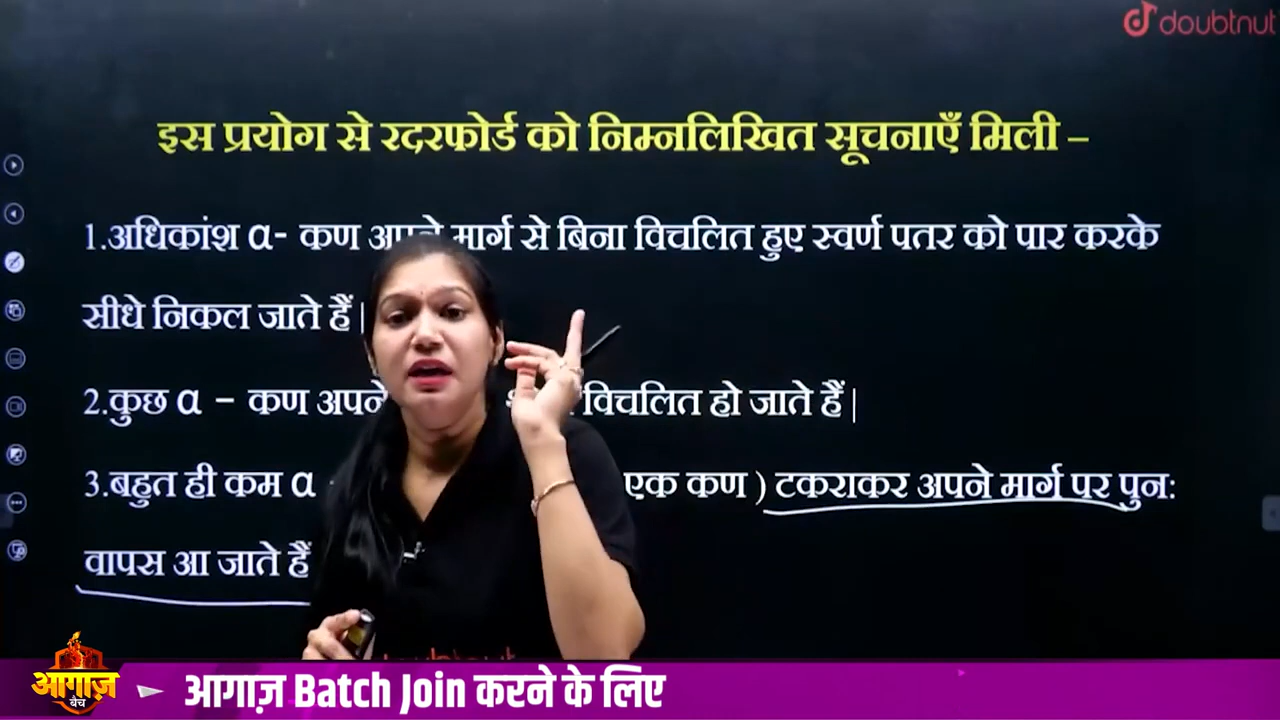 doubtnut
इस प्रयोग से रदरफोर्ड को निम्नलिखित सूचनाएँ मिली –
1.अधिकांश α- कण अपने मार्ग से बिना विचलित हुए स्वर्ण पतर को पार करके
सीधे निकल जाते हैं|
2.कुछ α – कण अपने विचलित हो जाते हैं|
3.बहुत ही कम α एक कण ) टकराकर अपने मार्ग पर पुन:
वापस आ जाते हैं
आगाज़
बैच
आगाज़ Batch Join करने के लिए